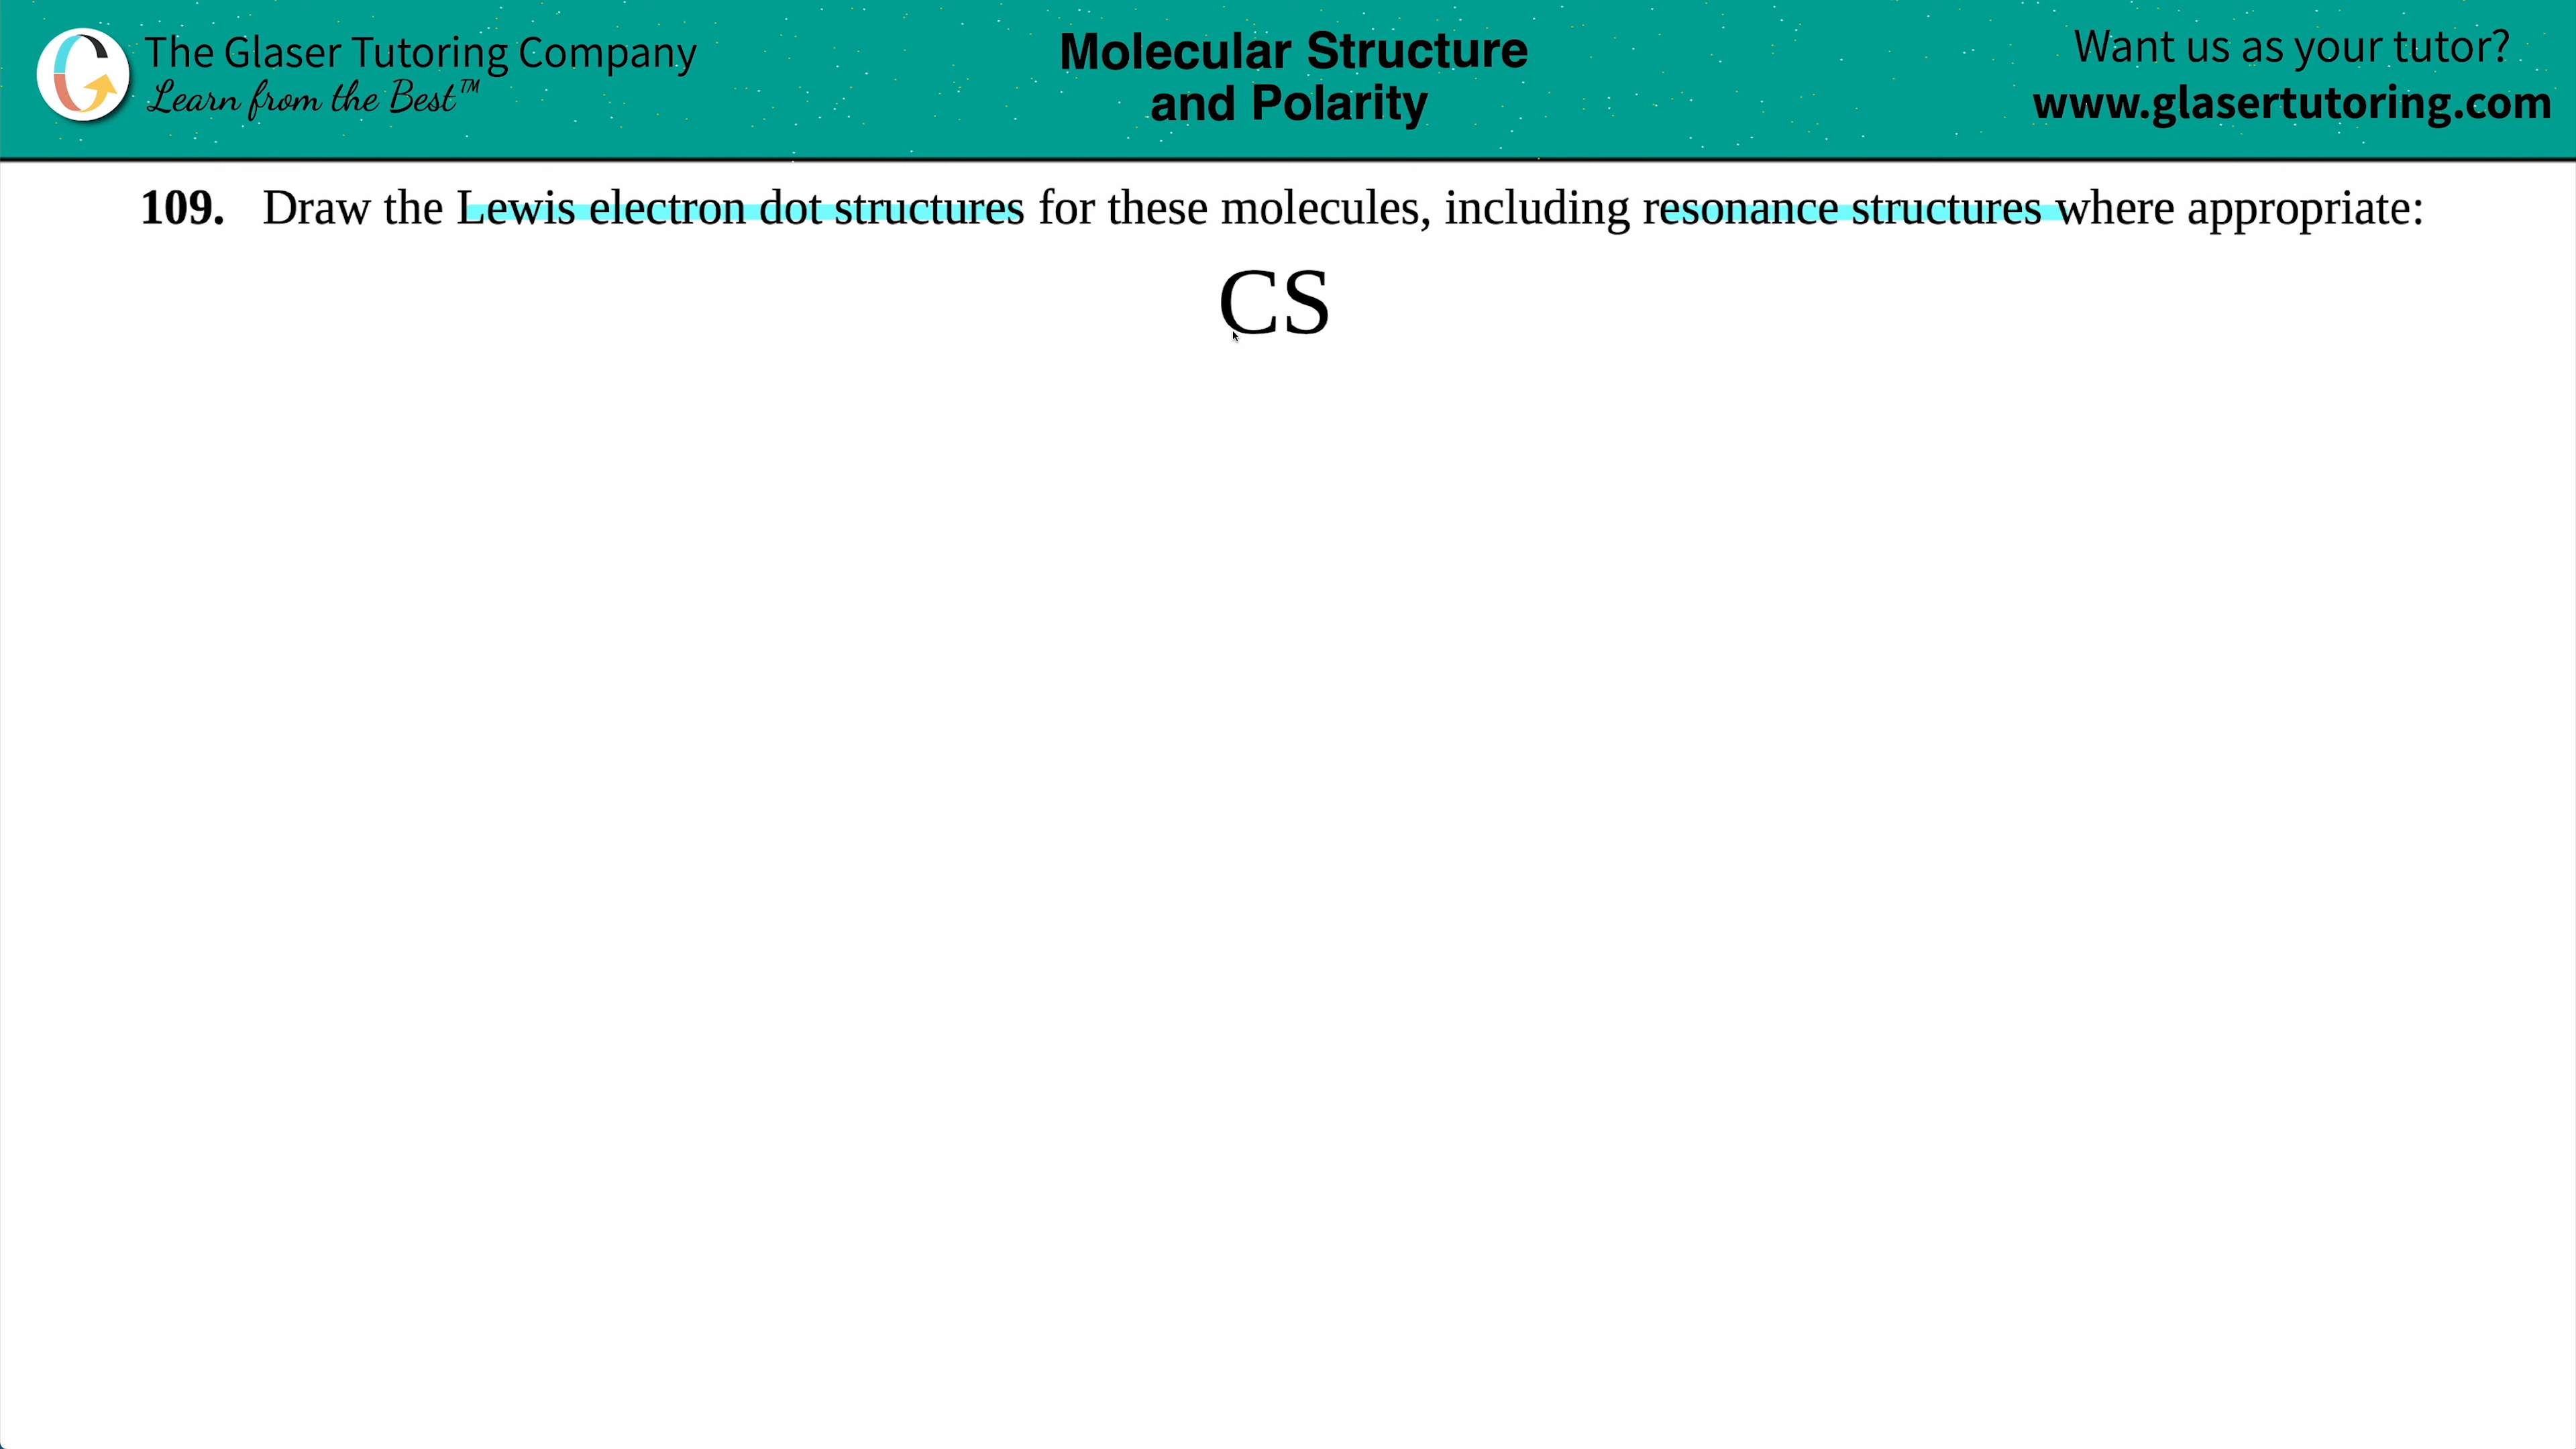 The Glaser Tutoring Company
Learn from the Best™
Molecular Structure
and Polarity
Want us as your tutor?
www.glasertutoring.com
109. Draw the Lewis electron dot structures for these molecules, including resonance structures where appropriate:
CS